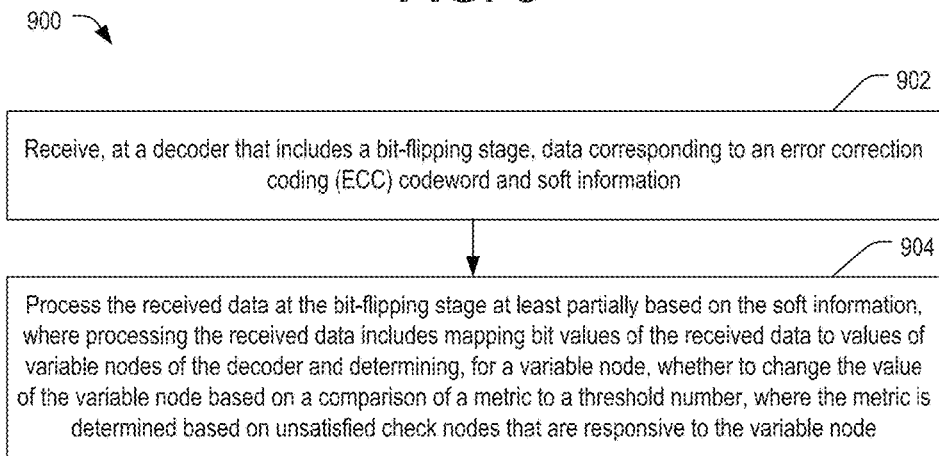 900
902
Receive, at a decoder that includes a bit-flipping stage, data corresponding to an error correction
coding (ECC) codeword and soft information
904
Process the received data at the bit-flipping stage at least partially based on the soft information,
where processing the received data includes mapping bit values of the received data to values of
variable nodes of the decoder and determining, for a variable node, whether to change the value
of the variable node based on a comparison of a metric to a threshold number, where the metric is
determined based on unsatisfied check nodes that are responsive to the variable node